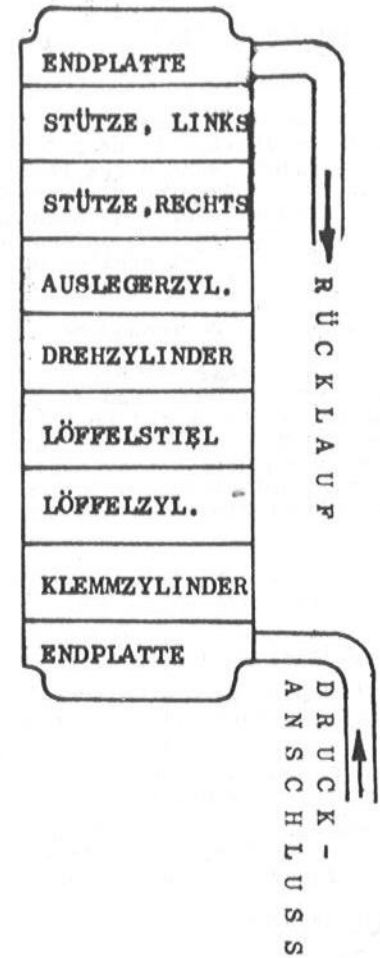 ENDPLATTE
STÜTZE, LINKS
STÜTZE,RECHTS
AUSLEGERZYL.
DREHZYLINDER
LÖFFELSTIEL
LÖFFELZYL.
KLEMMZYLINDER
ENDPLATTE
RÜCKLAUF
DRUCK-
ANSCHLUSS